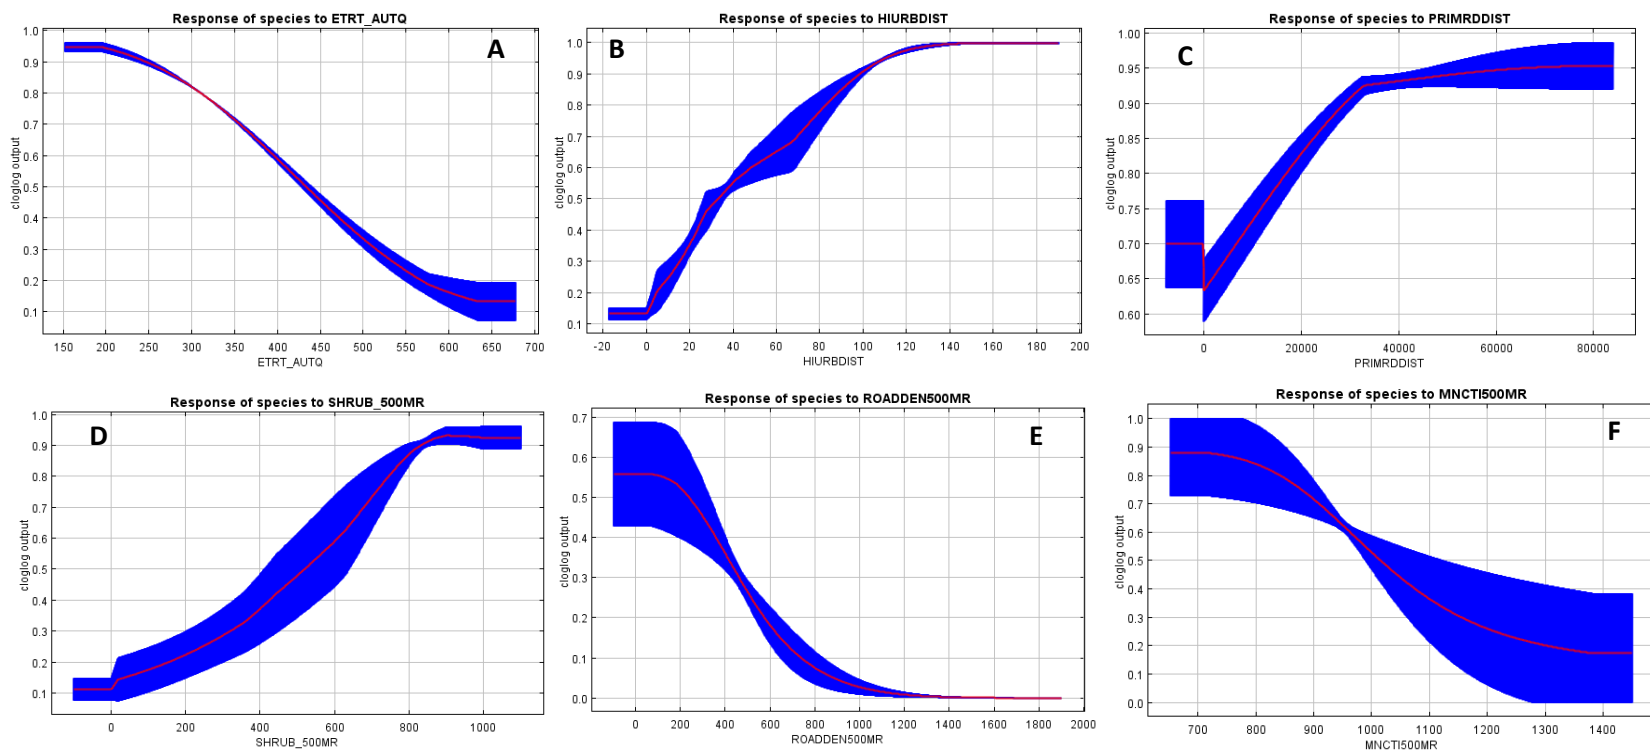 Response of species to ETRT_AUTQ
A
cloglog output
1.0
0.9
0.8
0.7
0.6
0.5
0.4
0.3
0.2
0.1
150 200 250 300 350 400 450 500 550 600 650 700
ETRT_AUTQ
Response of species to HIURBDIST
B
cloglog output
1.0
0.9
0.8
0.7
0.6
0.5
0.4
0.3
0.2
0.1
-20 0 20 40 60 80 100 120 140 160 180 200
HIURBDIST
Response of species to PRIMRDDIST
C
cloglog output
1.00
0.95
0.90
0.85
0.80
0.75
0.70
0.65
0.60
0 20000 40000 60000 80000
PRIMRDDIST
Response of species to SHRUB_500MR
D
cloglog output
1.0
0.9
0.8
0.7
0.6
0.5
0.4
0.3
0.2
0.1
0 200 400 600 800 1000
SHRUB_500MR
Response of species to ROADDEN500MR
E
cloglog output
0.7
0.6
0.5
0.4
0.3
0.2
0.1
0.0
0 200 400 600 800 1000 1200 1400 1600 1800 2000
ROADDEN500MR
Response of species to MNCTI500MR
F
cloglog output
1.0
0.9
0.8
0.7
0.6
0.5
0.4
0.3
0.2
0.1
0.0
700 800 900 1000 1100 1200 1300 1400
MNCTI500MR